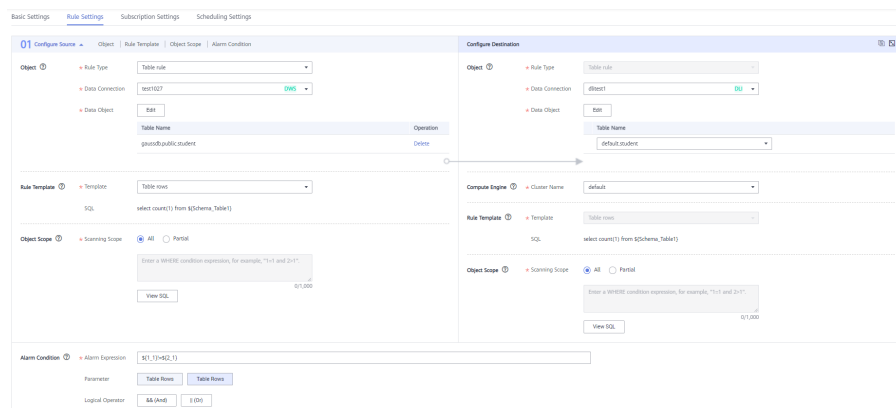 Basic Settings Rule Settings Subscription Settings Scheduling Settings
01 Configure Source Object | Rule Template | Object Scope | Alarm Condition
Object ? * Rule Type Table rule
* Data Connection test1027 DWS
* Data Object Edit
Table Name Operation
gaussdb.public.student Delete
Rule Template ? * Template Table rows
SQL select count(1) from ${Schema_Table1}
Object Scope ? * Scanning Scope All Partial
Enter a WHERE condition expression, for example, "1=1 and 2>1".
0/1,000
View SQL
Configure Destination
Object ? * Rule Type Table rule
* Data Connection dlitest1 DLI
* Data Object Edit
Table Name
default.student
Compute Engine ? * Cluster Name default
Rule Template ? * Template Table rows
SQL select count(1) from ${Schema_Table1}
Object Scope ? * Scanning Scope All Partial
Enter a WHERE condition expression, for example, "1=1 and 2>1".
0/1,000
View SQL
Alarm Condition ? * Alarm Expression ${1_1}!=${2_1}
Parameter Table Rows Table Rows
Logical Operator && (And) || (Or)